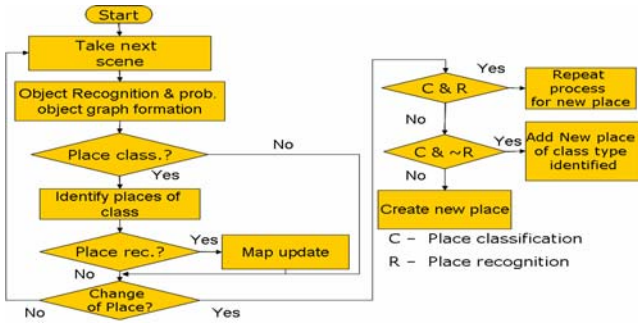 Start
Take next
scene
Object Recognition & prob.
object graph formation
Place class.?
No
Yes
Identify places of
class
Place rec.?
Yes
Map update
No
Change
of Place?
No
Yes
C & R
Yes
Repeat
process
for new place
No
C & ~R
Yes
Add New place
of class type
identified
No
Create new place
C – Place classification
R – Place recognition